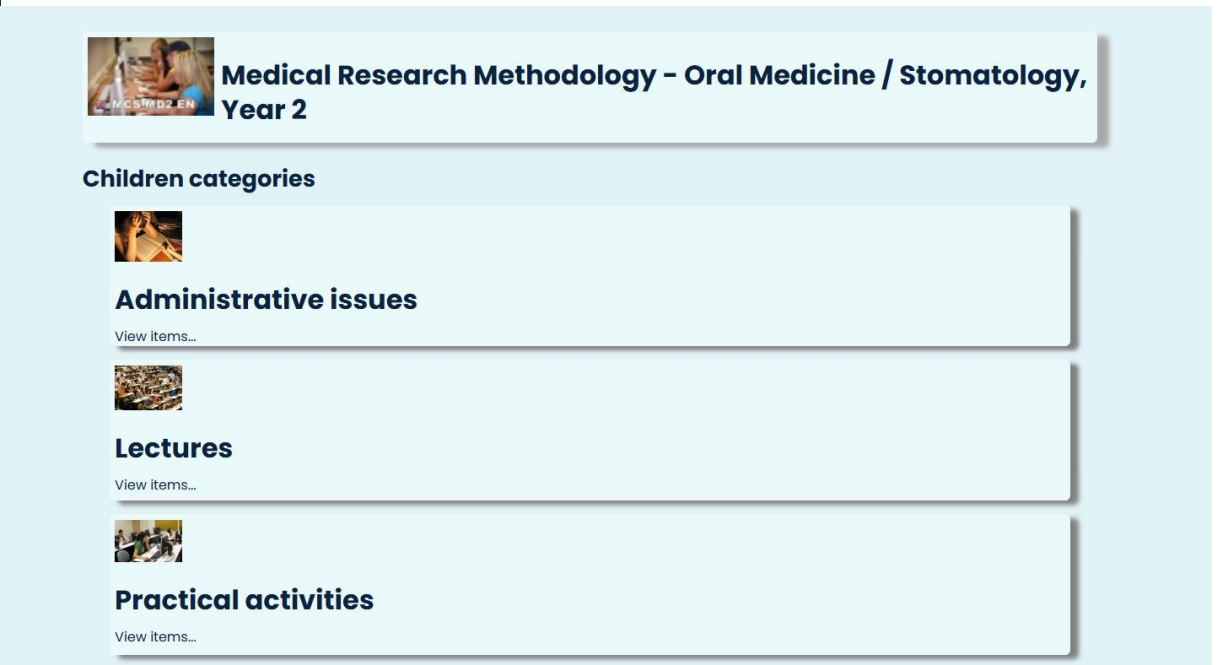 MCS MD2 EN
Medical Research Methodology - Oral Medicine / Stomatology,
Year 2
Children categories
Administrative issues
View items...
Lectures
View items...
Practical activities
View items...